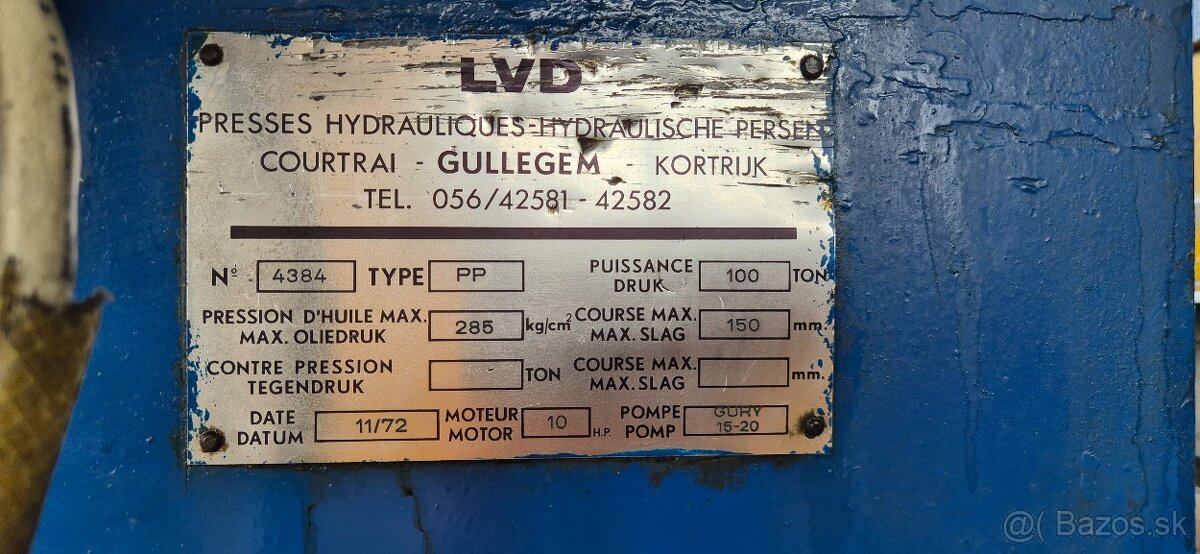 LVD
PRESSES HYDRAULIQUES-HYDRAULISCHE PERSEN
COURTRAI - GULLEGEM - KORTRIJK
TEL. 056/42581 - 42582
N° 4384 TYPE PP PUISSANCE DRUK 100 TON
PRESSION D'HUILE MAX. MAX. OLIEDRUK 285 kg/cm² COURSE MAX. MAX. SLAG 150 mm.
CONTRE PRESSION TEGENDRUK TON COURSE MAX. MAX. SLAG mm.
DATE DATUM 11/72 MOTEUR MOTOR 10 H.P. POMPE POMP GURY 15-20
@( Bazos.sk